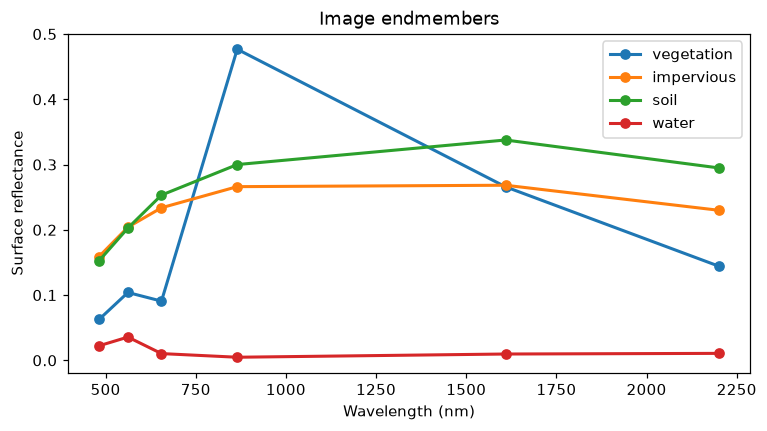 Image endmembers
Surface reflectance
0.5
0.4
0.3
0.2
0.1
0.0
vegetation
impervious
soil
water
500 750 1000 1250 1500 1750 2000 2250
Wavelength (nm)